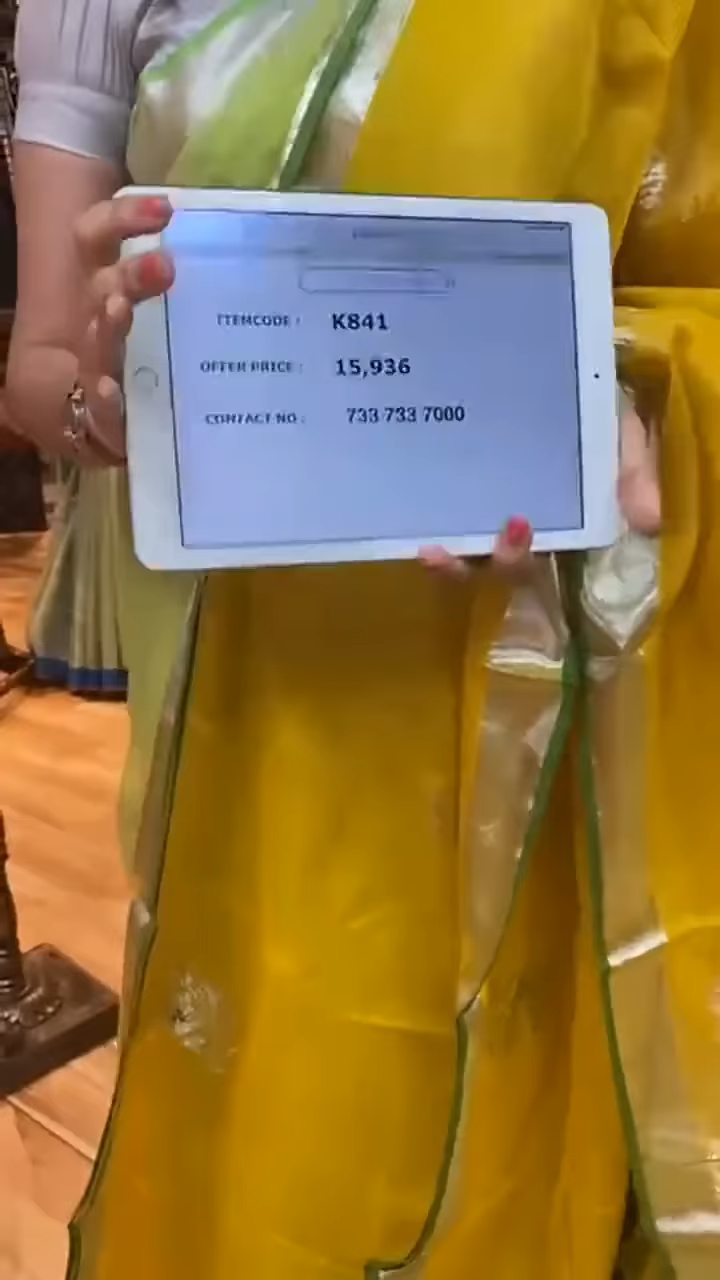 ITEMCODE : K841
OFFER PRICE : 15,936
CONTACT NO : 733 733 7000